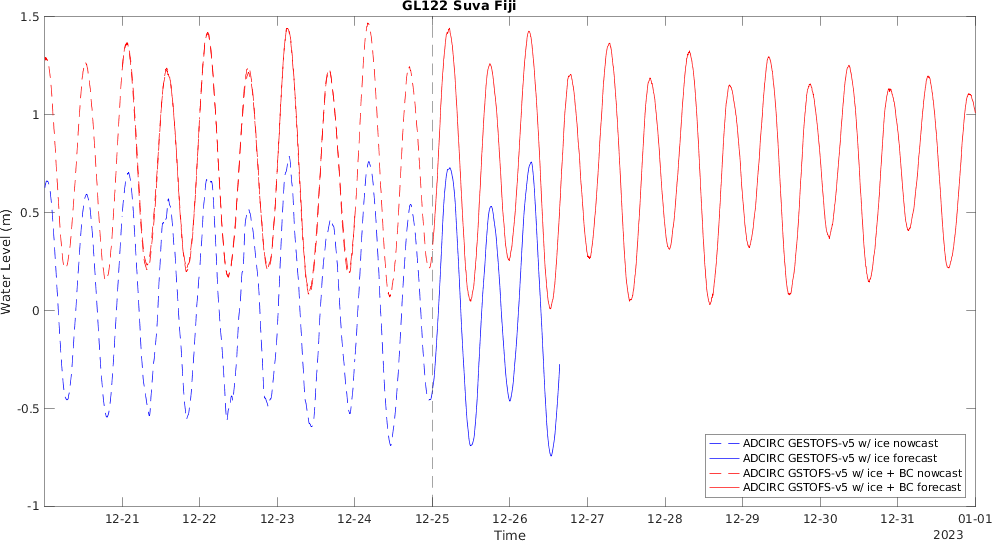 GL122 Suva Fiji
1.5
1
0.5
0
-0.5
-1
Water Level (m)
ADCIRC GESTOFS-v5 w/ ice nowcast
ADCIRC GESTOFS-v5 w/ ice forecast
ADCIRC GSTOFS-v5 w/ ice + BC nowcast
ADCIRC GSTOFS-v5 w/ ice + BC forecast
12-21 12-22 12-23 12-24 12-25 12-26 12-27 12-28 12-29 12-30 12-31 01-01
Time
2023